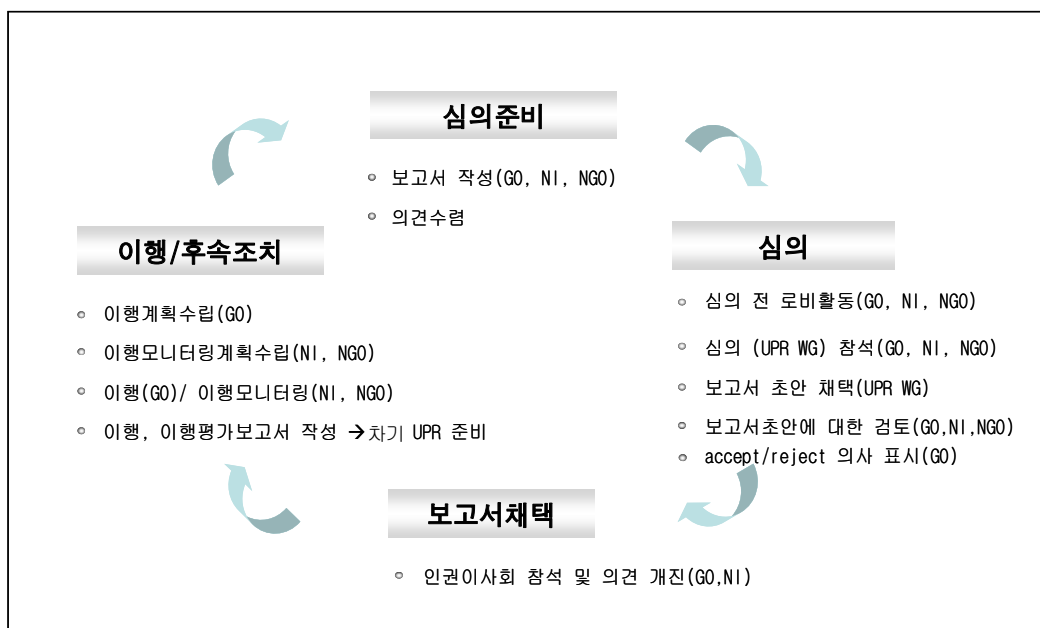 심의준비
보고서 작성(GO, NI, NGO)
의견수렴
심의
심의 전 로비활동(GO, NI, NGO)
심의 (UPR WG) 참석(GO, NI, NGO)
보고서 초안 채택(UPR WG)
보고서초안에 대한 검토(GO,NI,NGO)
accept/reject 의사 표시(GO)
보고서채택
인권이사회 참석 및 의견 개진(GO,NI)
이행/후속조치
이행계획수립(GO)
이행모니터링계획수립(NI, NGO)
이행(GO)/ 이행모니터링(NI, NGO)
이행, 이행평가보고서 작성 →차기 UPR 준비